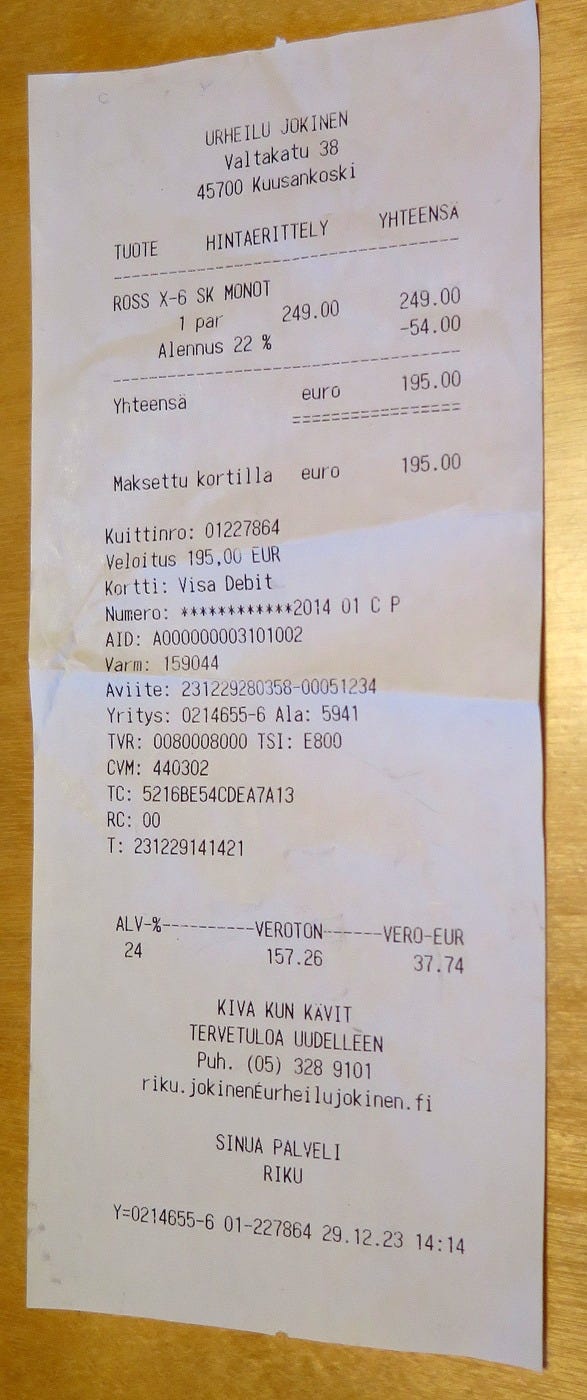 URHEILU JOKINEN
Valtakatu 38
45700 Kuusankoski
TUOTE HINTAERITTELY YHTEENSÄ
ROSS X-6 SK MONOT
1 par 249.00 249.00
Alennus 22 % -54.00
Yhteensä euro 195.00
Maksettu kortilla euro 195.00
Kuittinro: 01227864
Veloitus 195,00 EUR
Kortti: Visa Debit
Numero: ************2014 01 C P
AID: A000000003101002
Varm: 159044
Aviite: 231229280358-00051234
Yritys: 0214655-6 Ala: 5941
TVR: 0080008000 TSI: E800
CVM: 440302
TC: 5216BE54CDEA7A13
RC: 00
T: 231229141421
ALV-%----------VEROTON-------VERO-EUR
24 157.26 37.74
KIVA KUN KÄVIT
TERVETULOA UUDELLEEN
Puh. (05) 328 9101
riku.jokinenÉurheilujokinen.fi
SINUA PALVELI
RIKU
Y=0214655-6 01-227864 29.12.23 14:14